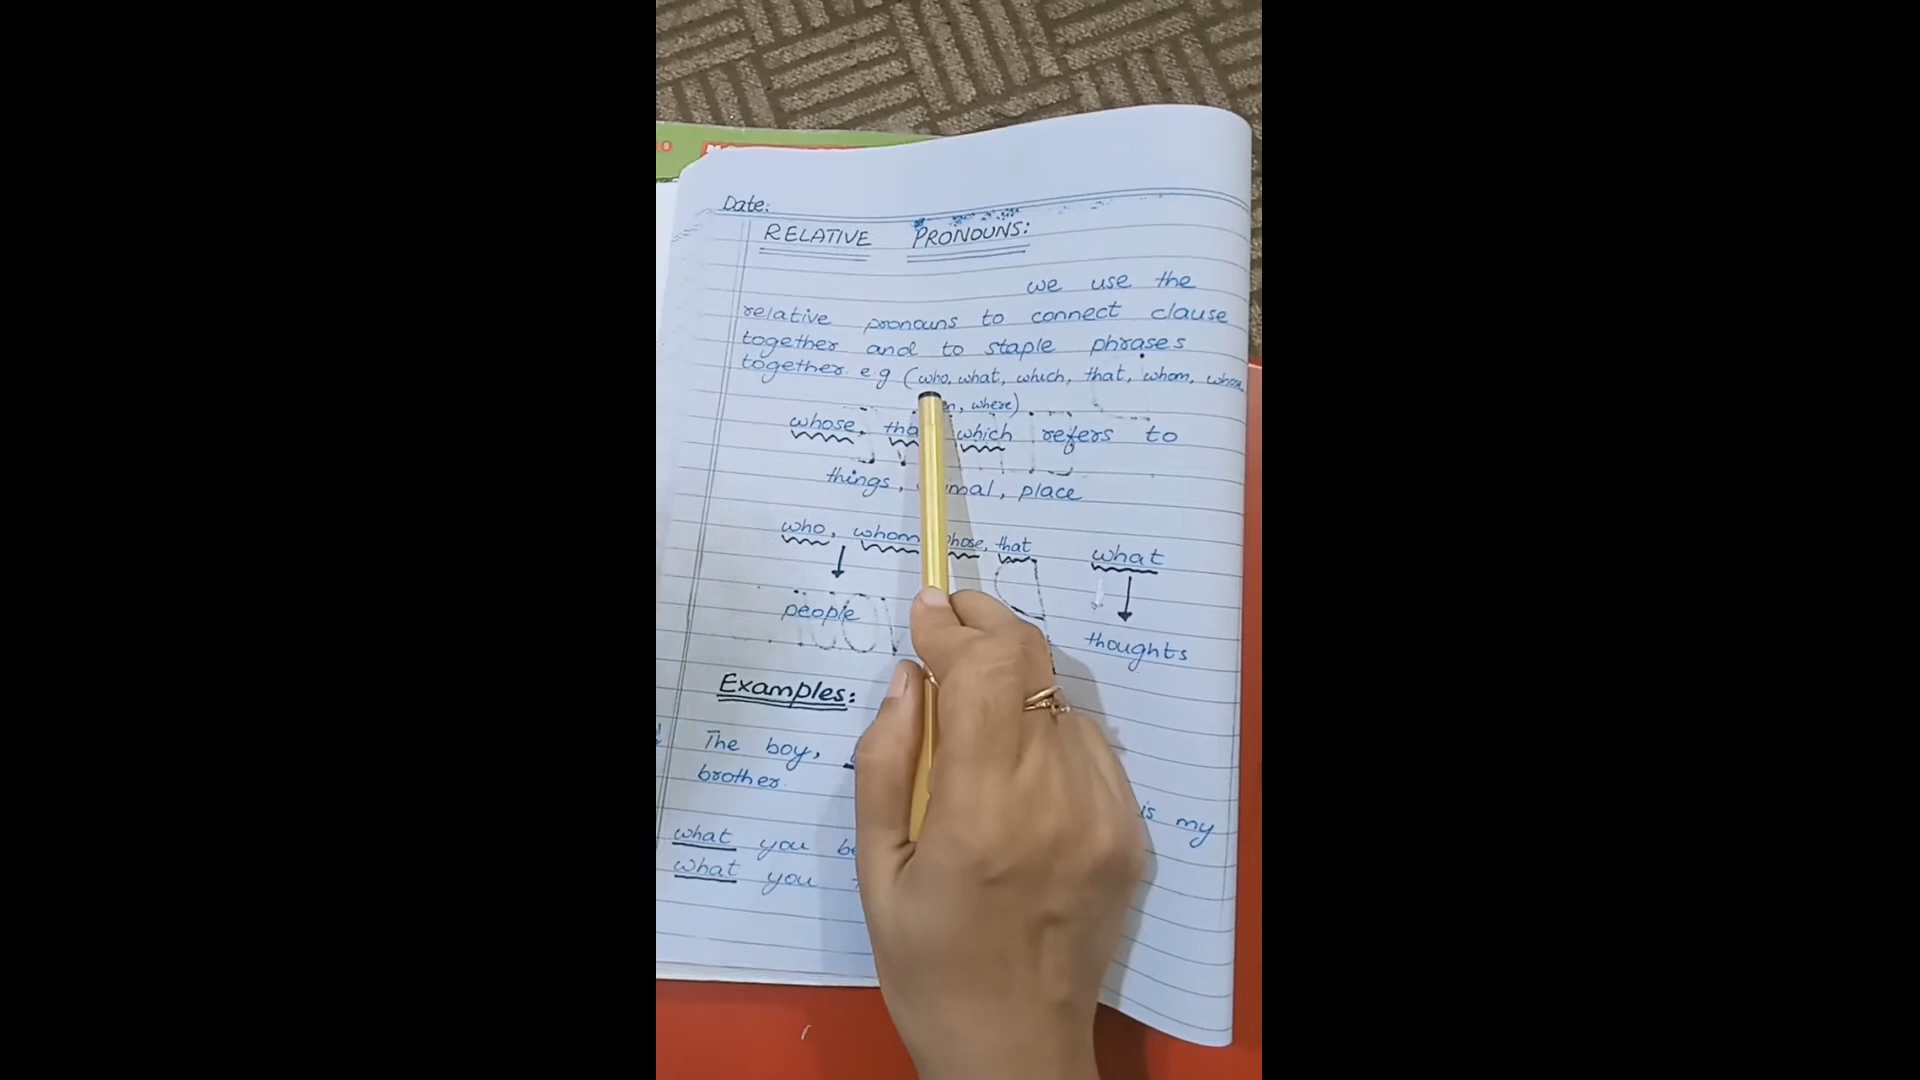 Date:
RELATIVE PRONOUNS:
we use the
relative pronouns to connect clause
together and to staple phrases
together. e.g (who, what, which, that, whom, whose,
where)
whose, which refers to
things, place
who, whom, that what
people thoughts
Examples:
The boy,
brother.
is my
what you
what you